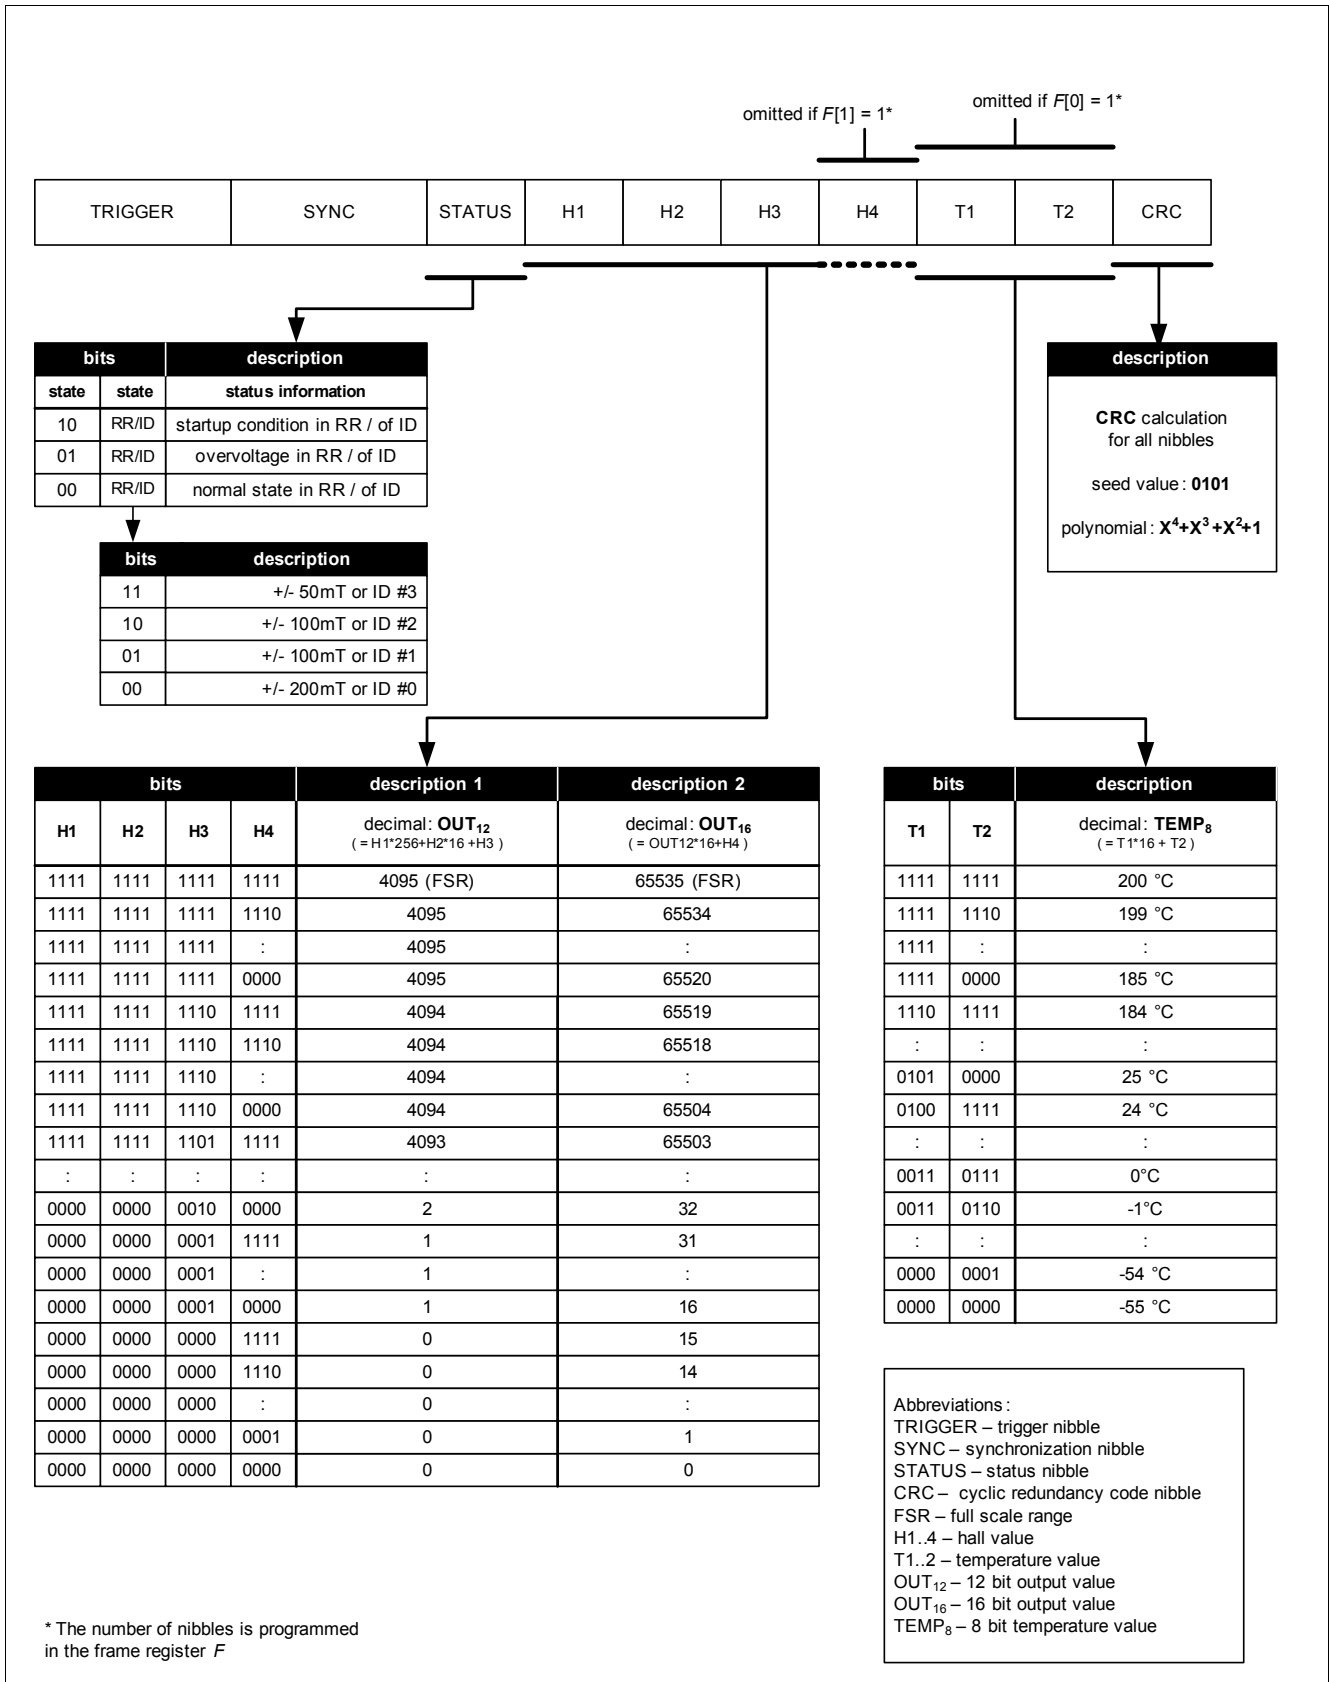 omitted if F[1] = 1*
omitted if F[0] = 1*
TRIGGER SYNC STATUS H1 H2 H3 H4 T1 T2 CRC
bits description
state state status information
10 RR/ID startup condition in RR / of ID
01 RR/ID overvoltage in RR / of ID
00 RR/ID normal state in RR / of ID
bits description
11 +/- 50mT or ID #3
10 +/- 100mT or ID #2
01 +/- 100mT or ID #1
00 +/- 200mT or ID #0
description
CRC calculation
for all nibbles
seed value: 0101
polynomial: X⁴+X³+X²+1
bits description 1 description 2
H1 H2 H3 H4 decimal: OUT₁₂ decimal: OUT₁₆
( = H1*256+H2*16 +H3 ) ( = OUT12*16+H4 )
1111 1111 1111 1111 4095 (FSR) 65535 (FSR)
1111 1111 1111 1110 4095 65534
1111 1111 1111 : 4095 :
1111 1111 1111 0000 4095 65520
1111 1111 1110 1111 4094 65519
1111 1111 1110 1110 4094 65518
1111 1111 1110 : 4094 :
1111 1111 1110 0000 4094 65504
1111 1111 1101 1111 4093 65503
: : : : : :
0000 0000 0010 0000 2 32
0000 0000 0001 1111 1 31
0000 0000 0001 : 1 :
0000 0000 0001 0000 1 16
0000 0000 0000 1111 0 15
0000 0000 0000 1110 0 14
0000 0000 0000 : 0 :
0000 0000 0000 0001 0 1
0000 0000 0000 0000 0 0
bits description
T1 T2 decimal: TEMP₈
( = T1*16 + T2 )
1111 1111 200 °C
1111 1110 199 °C
1111 : :
1111 0000 185 °C
1110 1111 184 °C
: : :
0101 0000 25 °C
0100 1111 24 °C
: : :
0011 0111 0°C
0011 0110 -1°C
: : :
0000 0001 -54 °C
0000 0000 -55 °C
Abbreviations:
TRIGGER – trigger nibble
SYNC – synchronization nibble
STATUS – status nibble
CRC – cyclic redundancy code nibble
FSR – full scale range
H1..4 – hall value
T1..2 – temperature value
OUT₁₂ – 12 bit output value
OUT₁₆ – 16 bit output value
TEMP₈ – 8 bit temperature value
* The number of nibbles is programmed
in the frame register F